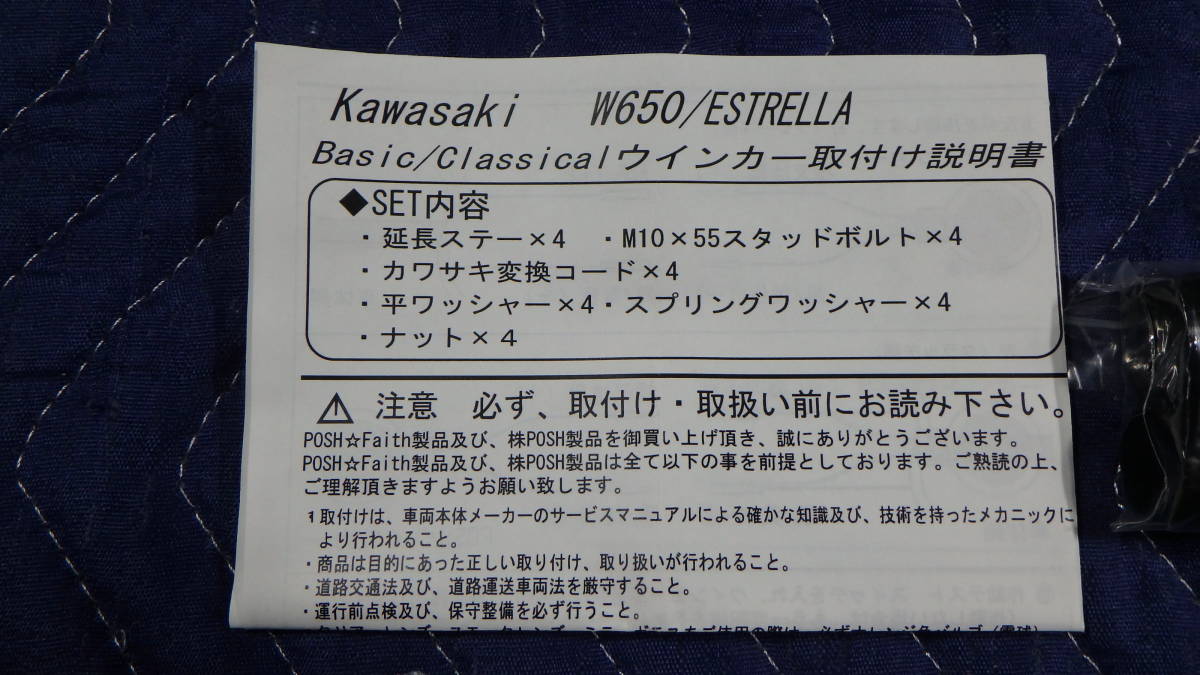 Kawasaki W650/ESTRELLA
Basic/Classicalウインカー取付け説明書
◆SET内容
・延長ステー×4 ・M10×55スタッドボルト×4
・カワサキ変換コード×4
・平ワッシャー×4・スプリングワッシャー×4
・ナット×4
⚠ 注意 必ず、取付け・取扱い前にお読み下さい。
POSH☆Faith製品及び、株POSH製品を御買い上げ頂き、誠にありがとうございます。
POSH☆Faith製品及び、株POSH製品は全て以下の事を前提としております。ご熟読の上、
ご理解頂きますようお願い致します。
・取付けは、車両本体メーカーのサービスマニュアルによる確かな知識及び、技術を持ったメカニックに
より行われること。
・商品は目的にあった正しい取り付け、取り扱いが行われること。
・道路交通法及び、道路運送車両法を厳守すること。
・運行前点検及び、保守整備を必ず行うこと。